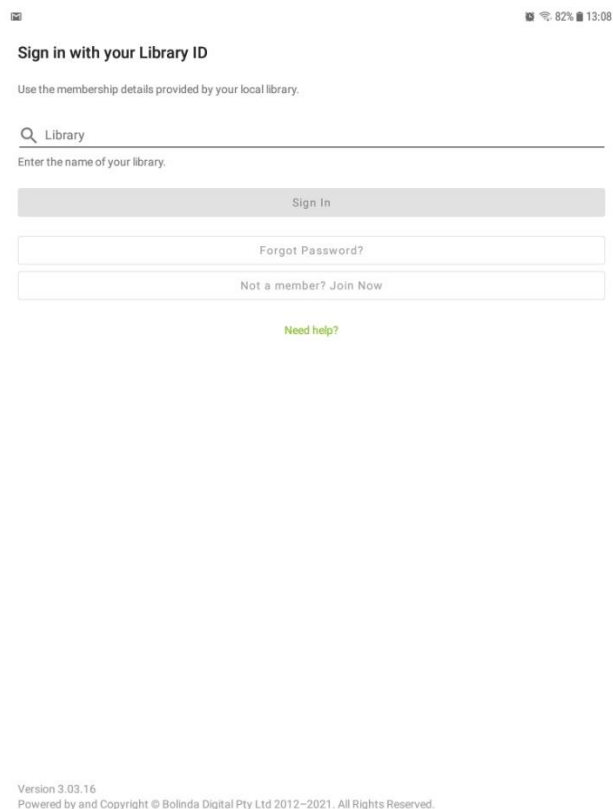 82% 13:08
Sign in with your Library ID
Use the membership details provided by your local library.
Library
Enter the name of your library.
Sign In
Forgot Password?
Not a member? Join Now
Need help?
Version 3.03.16
Powered by and Copyright © Bolinda Digital Pty Ltd 2012–2021. All Rights Reserved.